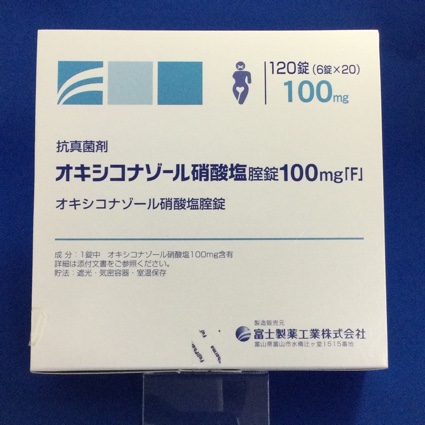 120錠(6錠×20)
100mg
抗真菌剤
オキシコナゾール硝酸塩腟錠100mg「F」
オキシコナゾール硝酸塩腟錠
成 分:1錠中 オキシコナゾール硝酸塩100mg含有
詳細は添付文書をご参照ください。
貯法:遮光・気密容器・室温保存
製造販売元
富士製薬工業株式会社
富山県富山市水橋辻ヶ堂1515番地